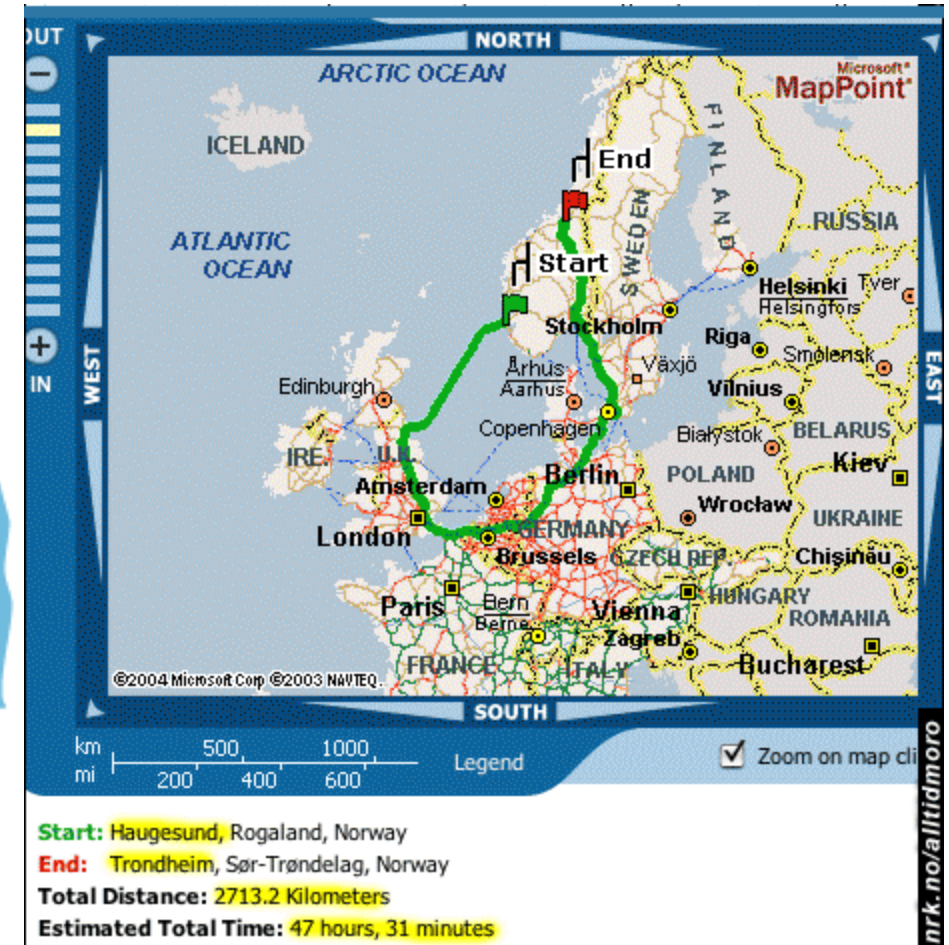 OUT
NORTH
ARCTIC OCEAN
Microsoft®
MapPoint®
ICELAND
FINLAND
End
RUSSIA
ATLANTIC
OCEAN
SWEDEN
Start
Helsinki
Helsingfors
Tver
Stockholm
Riga
Smolensk
WEST
EAST
IN
Århus
Aarhus
Växjö
Edinburgh
Vilnius
Copenhagen
Białystok
BELARUS
IRE.
U.K.
Kiev
Amsterdam
Berlin
POLAND
Wrocław
UKRAINE
London
GERMANY
Brussels
CZECH REP.
Chişinău
Paris
Bern
Berne
Vienna
HUNGARY
ROMANIA
Zagreb
FRANCE
ITALY
Bucharest
©2004 Microsoft Corp ©2003 NAVTEQ.
SOUTH
km 500 1000
mi 200 400 600
Legend
Zoom on map cli
Start: Haugesund, Rogaland, Norway
End: Trondheim, Sør-Trøndelag, Norway
Total Distance: 2713.2 Kilometers
Estimated Total Time: 47 hours, 31 minutes
nrk.no/alltidmoro